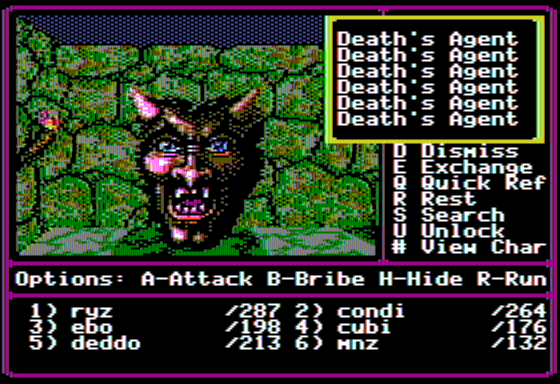 Death's Agent
Death's Agent
Death's Agent
Death's Agent
Death's Agent
Death's Agent
D Dismiss
E Exchange
Q Quick Ref
R Rest
S Search
U Unlock
# View Char
Options: A-Attack B-Bribe H-Hide R-Run
1) ryz /287 2) condi /264
3) ebo /198 4) cubi /176
5) deddo /213 6) mnz /132